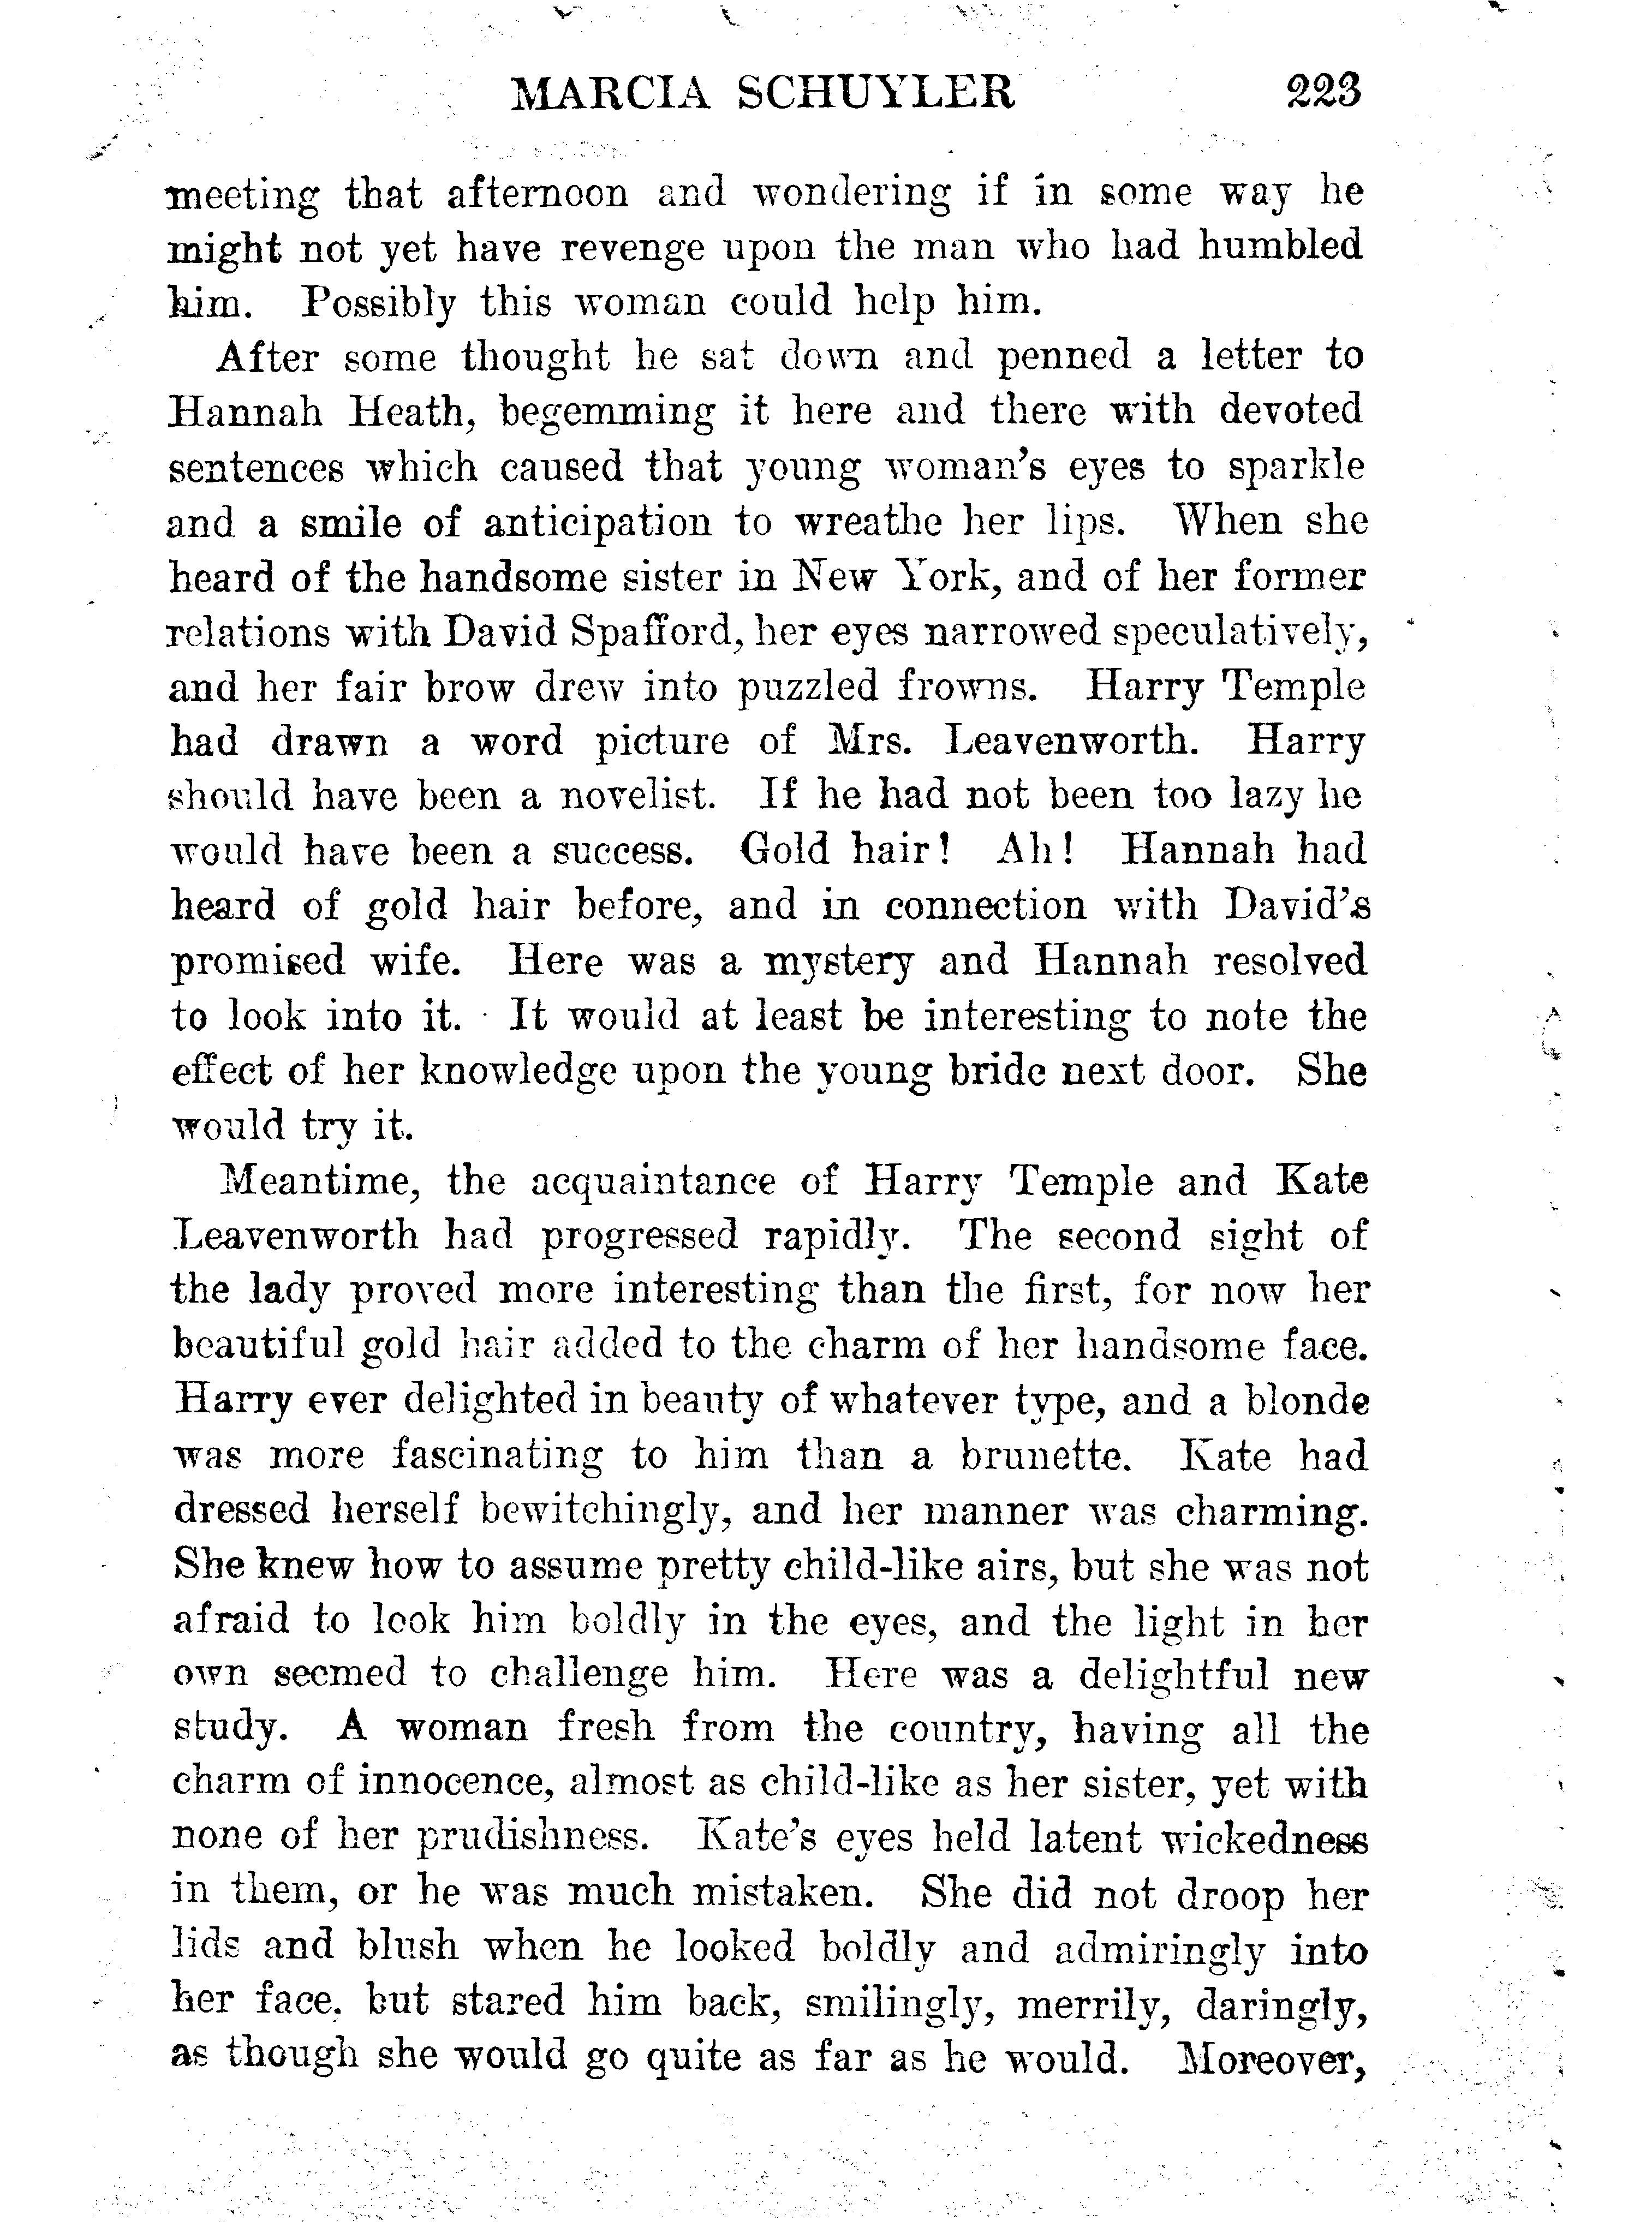 MARCIA SCHUYLER 223
meeting that afternoon and wondering if in some way he
might not yet have revenge upon the man who had humbled
him. Possibly this woman could help him.
After some thought he sat down and penned a letter to
Hannah Heath, begemming it here and there with devoted
sentences which caused that young woman's eyes to sparkle
and a smile of anticipation to wreathe her lips. When she
heard of the handsome sister in New York, and of her former
relations with David Spafford, her eyes narrowed speculatively,
and her fair brow drew into puzzled frowns. Harry Temple
had drawn a word picture of Mrs. Leavenworth. Harry
should have been a novelist. If he had not been too lazy he
would have been a success. Gold hair! Ah! Hannah had
heard of gold hair before, and in connection with David's
promised wife. Here was a mystery and Hannah resolved
to look into it. It would at least be interesting to note the
effect of her knowledge upon the young bride next door. She
would try it.
Meantime, the acquaintance of Harry Temple and Kate
Leavenworth had progressed rapidly. The second sight of
the lady proved more interesting than the first, for now her
beautiful gold hair added to the charm of her handsome face.
Harry ever delighted in beauty of whatever type, and a blonde
was more fascinating to him than a brunette. Kate had
dressed herself bewitchingly, and her manner was charming.
She knew how to assume pretty child-like airs, but she was not
afraid to look him boldly in the eyes, and the light in her
own seemed to challenge him. Here was a delightful new
study. A woman fresh from the country, having all the
charm of innocence, almost as child-like as her sister, yet with
none of her prudishness. Kate's eyes held latent wickedness
in them, or he was much mistaken. She did not droop her
lids and blush when he looked boldly and admiringly into
her face, but stared him back, smilingly, merrily, daringly,
as though she would go quite as far as he would. Moreover,